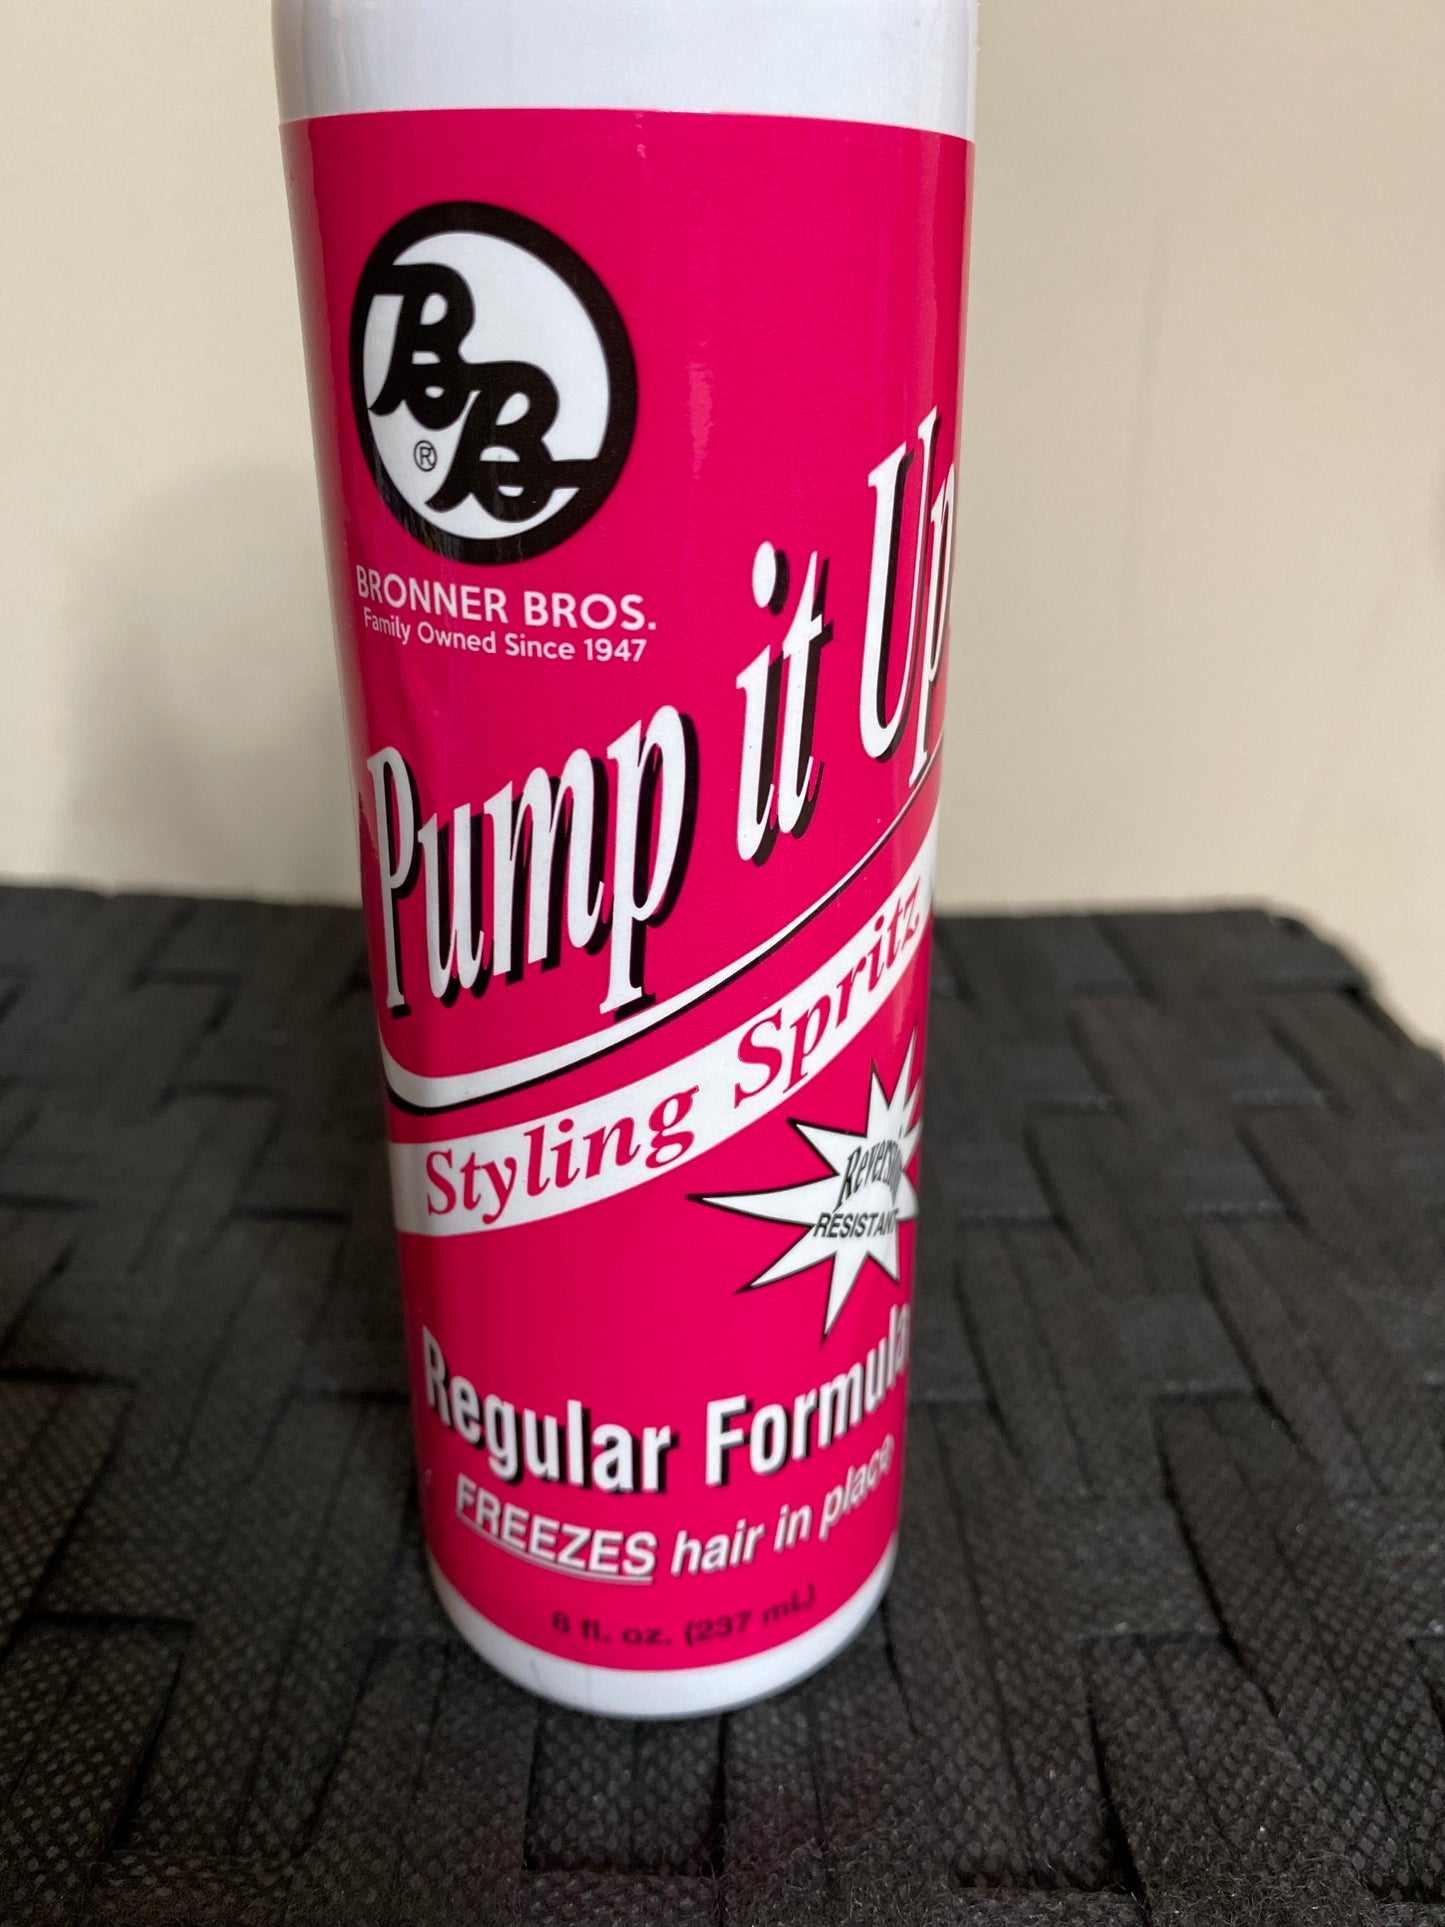 BB
®
BRONNER BROS.
Family Owned Since 1947
Pump it Up
Styling Spritz
Reversion
RESISTANT
Regular Formula
FREEZES hair in place
8 fl. oz. (237 mL)